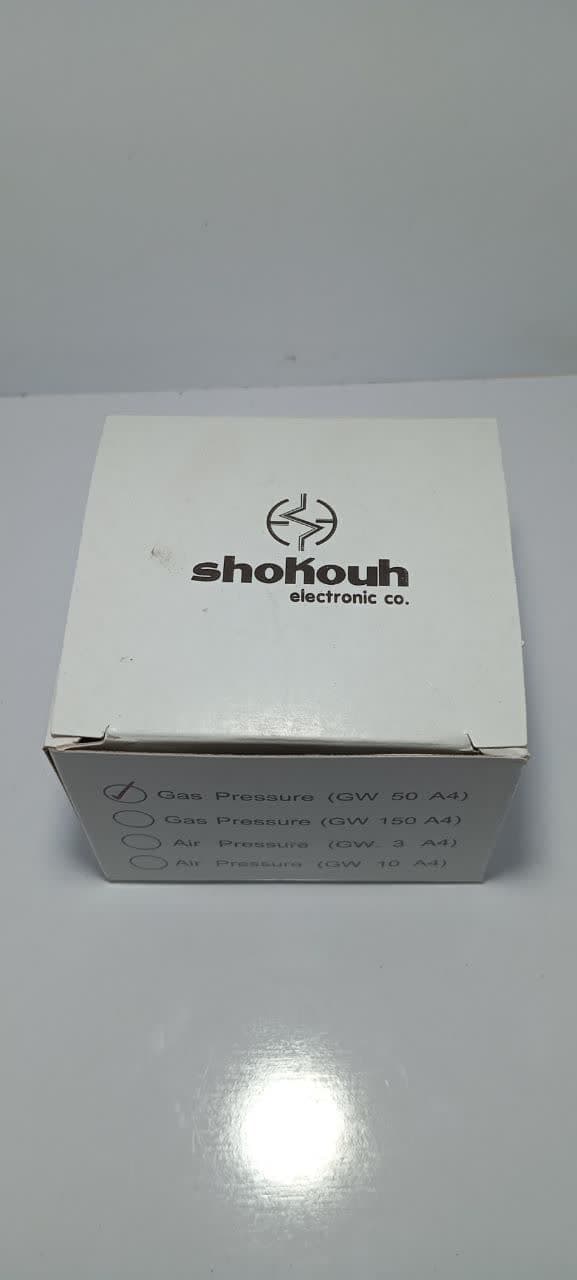 shokouh
electronic co.
Gas Pressure (GW 50 A4)
Gas Pressure (GW 150 A4)
Air Pressure (GW. 3 A4)
Air Pressure (GW 10 A4)